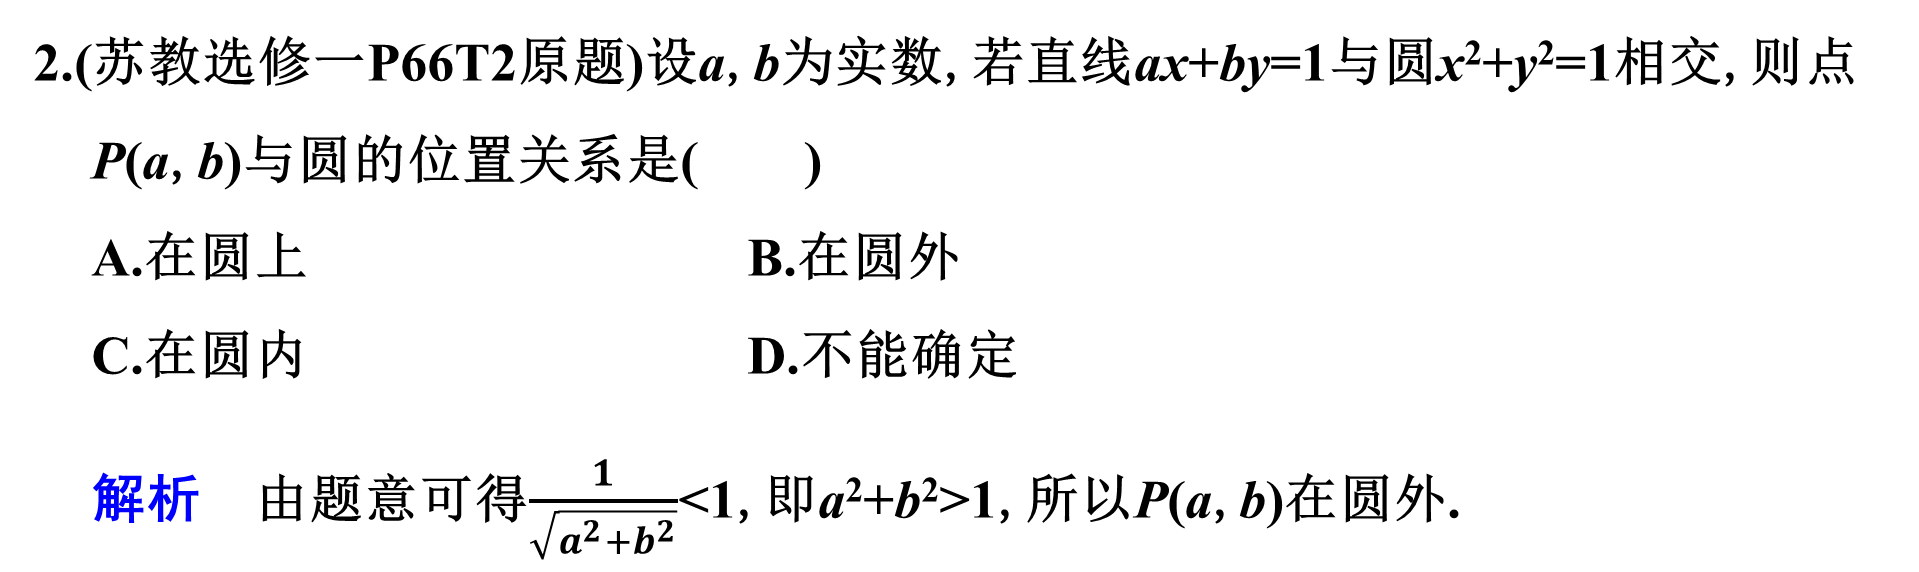 2.(苏教选修一P66T2原题)设a, b为实数, 若直线ax+by=1与圆x²+y²=1相交, 则点
P(a, b)与圆的位置关系是(　　)
A.在圆上　　B.在圆外
C.在圆内　　D.不能确定
解析　由题意可得1/√(a²+b²)<1, 即a²+b²>1, 所以P(a, b)在圆外.